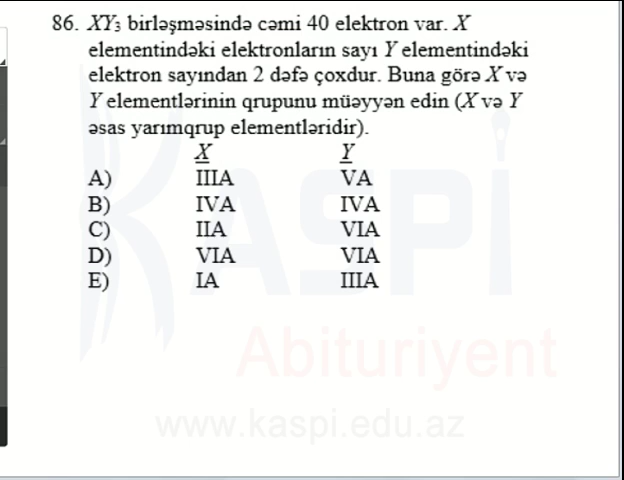 86. XY₃ birləşməsində cəmi 40 elektron var. X
elementindəki elektronların sayı Y elementindəki
elektron sayından 2 dəfə çoxdur. Buna görə X və
Y elementlərinin qrupunu müəyyən edin (X və Y
əsas yarımqrup elementləridir).
X Y
A) IIIA VA
B) IVA IVA
C) IIA VIA
D) VIA VIA
E) IA IIIA
KASPİ
Abituriyent
www.kaspi.edu.az